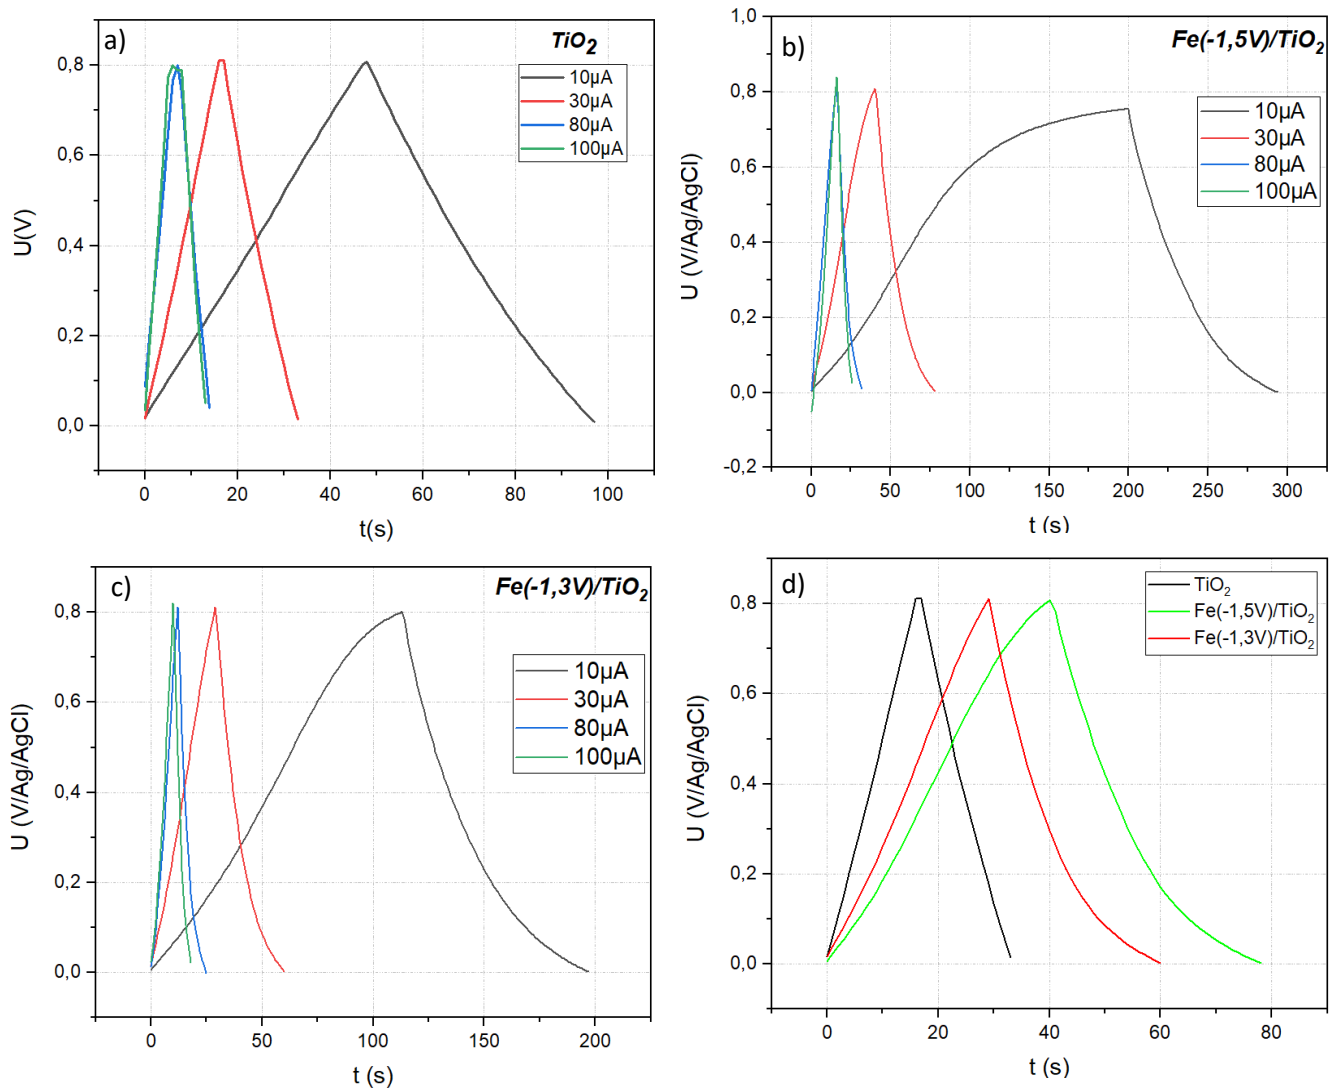 a)
TiO2
10µA
30µA
80µA
100µA
0,8
0,6
0,4
0,2
0,0
U(V)
0 20 40 60 80 100
t(s)
b)
Fe(-1,5V)/TiO2
10µA
30µA
80µA
100µA
1,0
0,8
0,6
0,4
0,2
0,0
-0,2
U (V/Ag/AgCl)
0 50 100 150 200 250 300
t (s)
c)
Fe(-1,3V)/TiO2
10µA
30µA
80µA
100µA
0,8
0,6
0,4
0,2
0,0
U (V/Ag/AgCl)
0 50 100 150 200
t (s)
d)
TiO2
Fe(-1,5V)/TiO2
Fe(-1,3V)/TiO2
0,8
0,6
0,4
0,2
0,0
U (V/Ag/AgCl)
0 20 40 60 80
t (s)